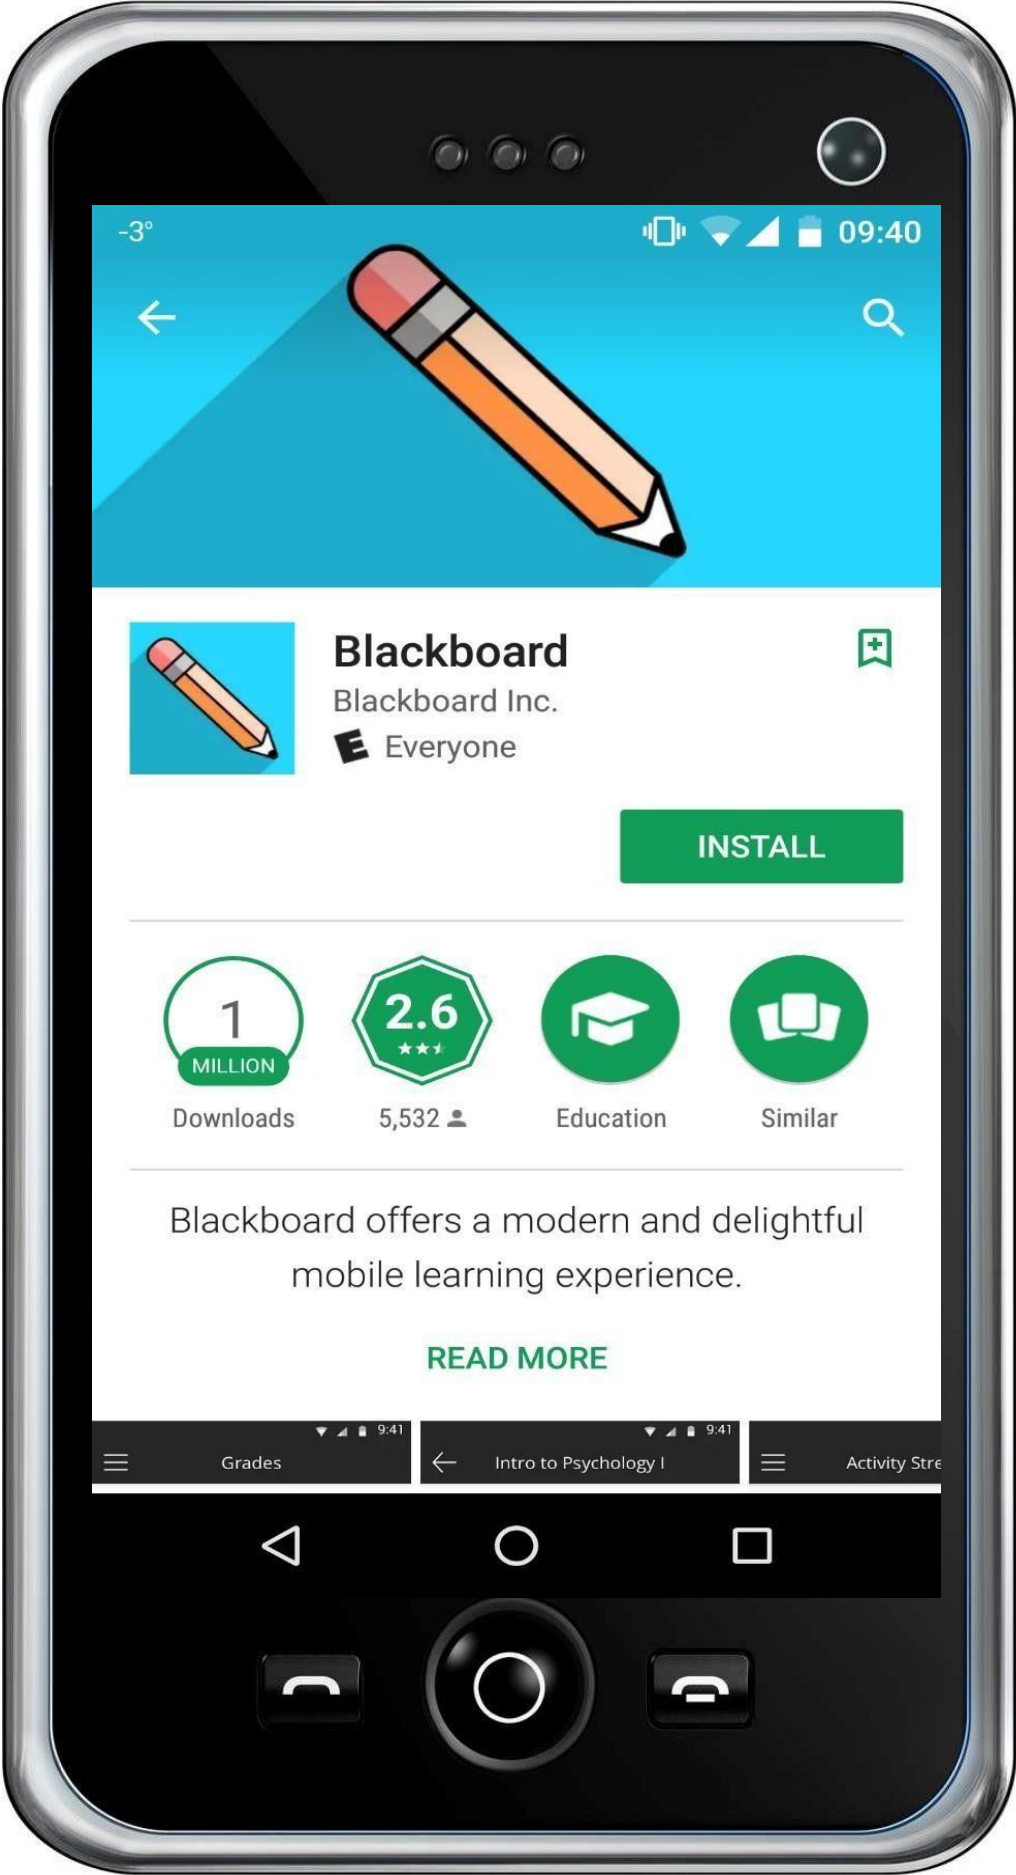 -3°
09:40
Blackboard
Blackboard Inc.
E Everyone
INSTALL
1
MILLION
Downloads
2.6
5,532
Education
Similar
Blackboard offers a modern and delightful
mobile learning experience.
READ MORE
9:41
Grades
9:41
Intro to Psychology I
Activity Stre